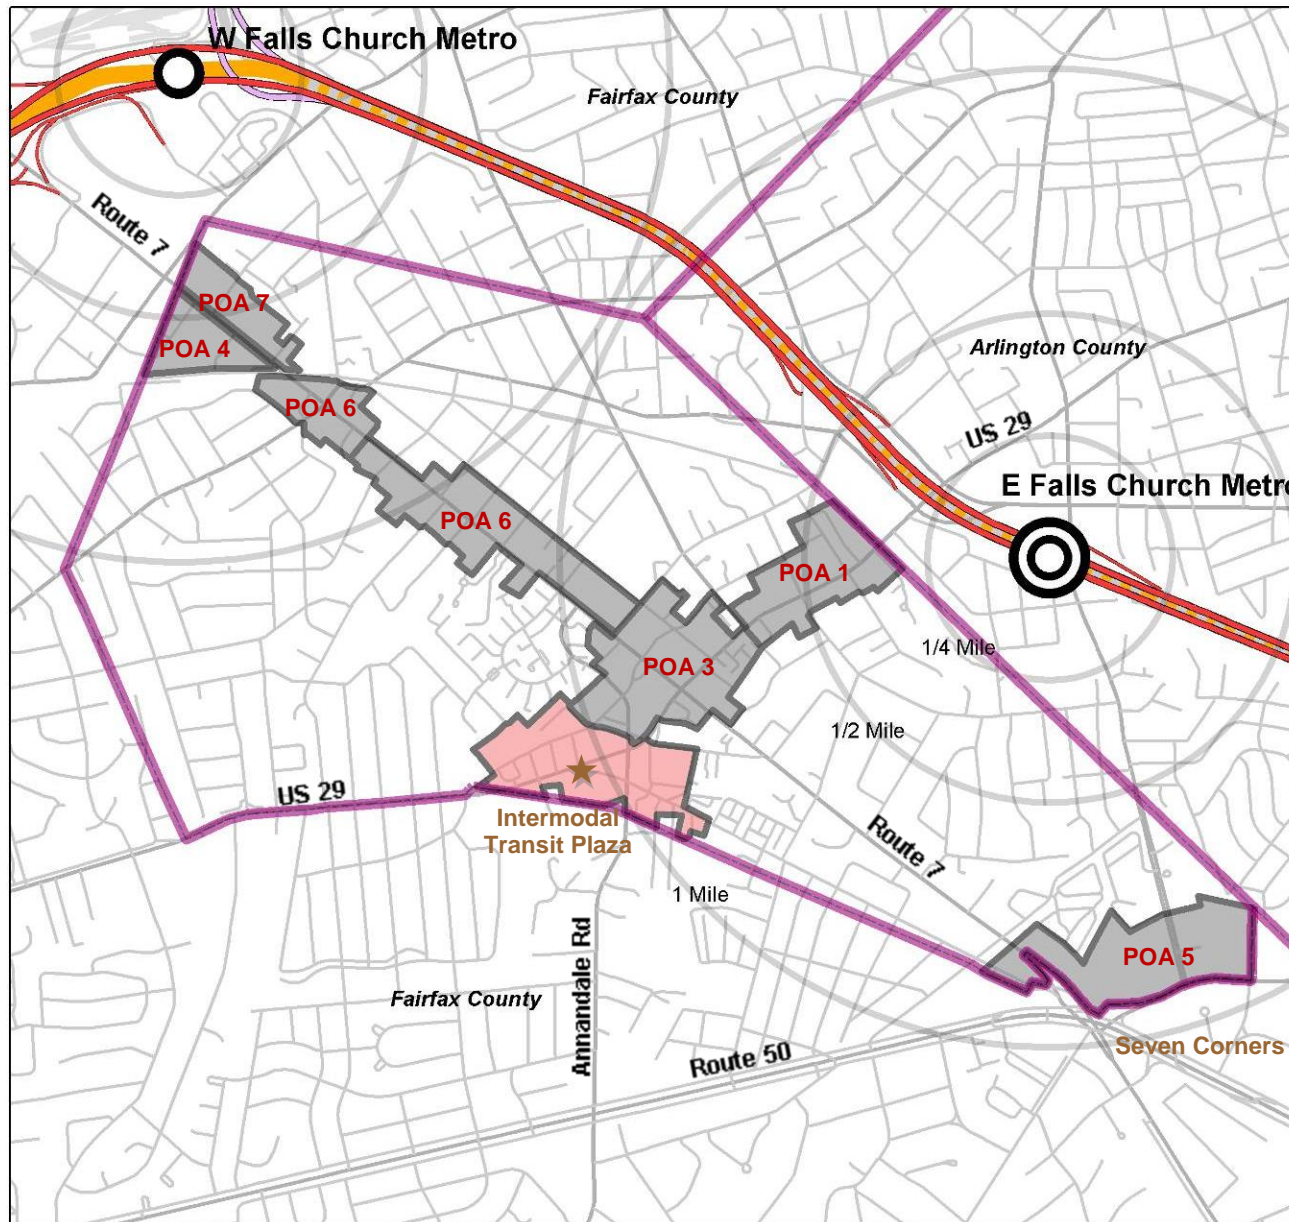 W Falls Church Metro
Fairfax County
Route 7
POA 7
POA 4
Arlington County
POA 6
US 29
E Falls Church Metro
POA 6
POA 1
1/4 Mile
POA 3
1/2 Mile
US 29
Intermodal
Transit Plaza
Route 7
1 Mile
Annandale Rd
POA 5
Fairfax County
Route 50
Seven Corners